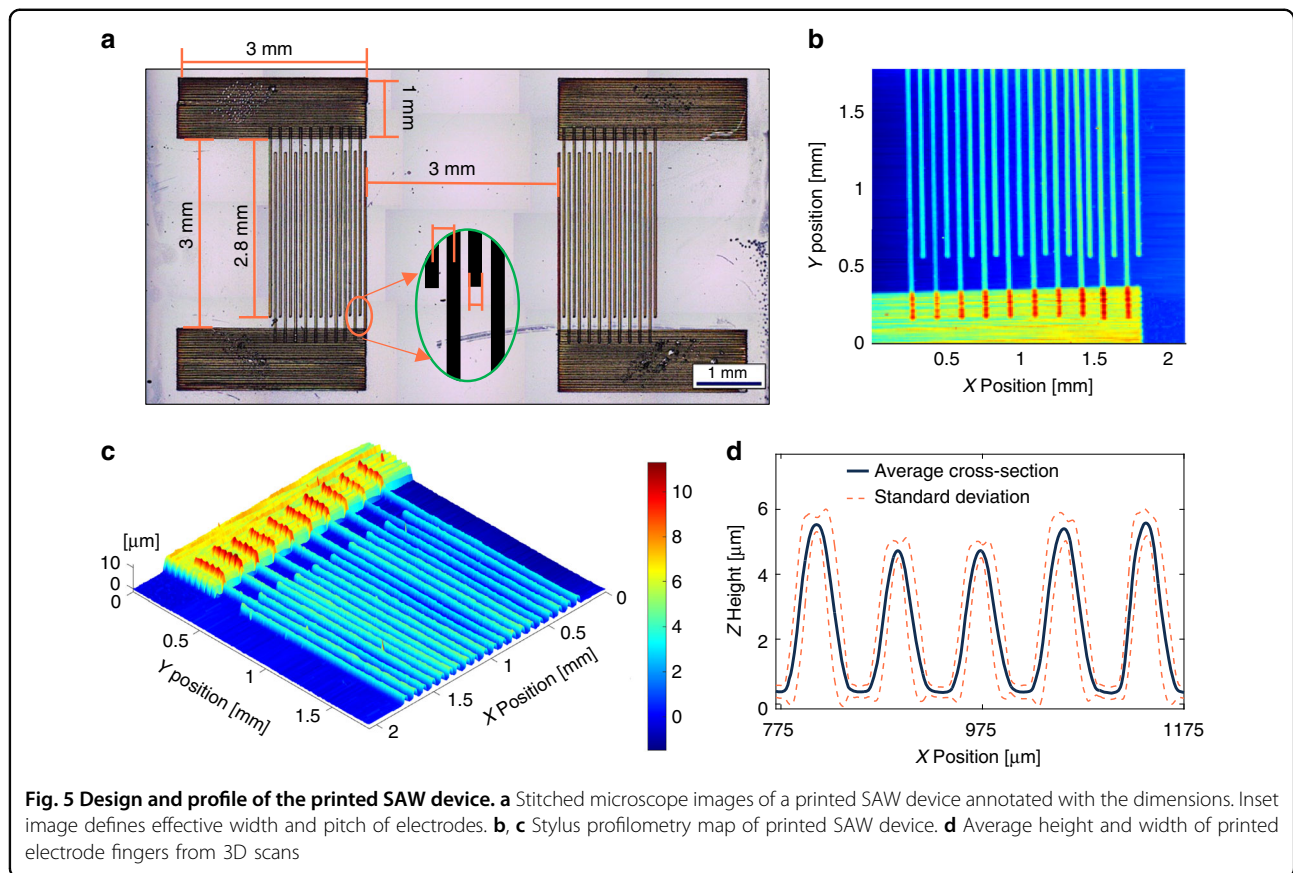 a
3 mm
1 mm
3 mm
2.8 mm
3 mm
1 mm
b
Y position [mm]
1.5
1
0.5
0
0.5
1
1.5
2
X Position [mm]
c
[µm]
10
0
0
0.5
1
1.5
Y position [mm]
2
1.5
1
0.5
0
X Position [mm]
10
8
6
4
2
0
d
Average cross-section
Standard deviation
Z Height [µm]
6
4
2
0
775
975
1175
X Position [µm]
Fig. 5 Design and profile of the printed SAW device. a Stitched microscope images of a printed SAW device annotated with the dimensions. Inset
image defines effective width and pitch of electrodes. b, c Stylus profilometry map of printed SAW device. d Average height and width of printed
electrode fingers from 3D scans